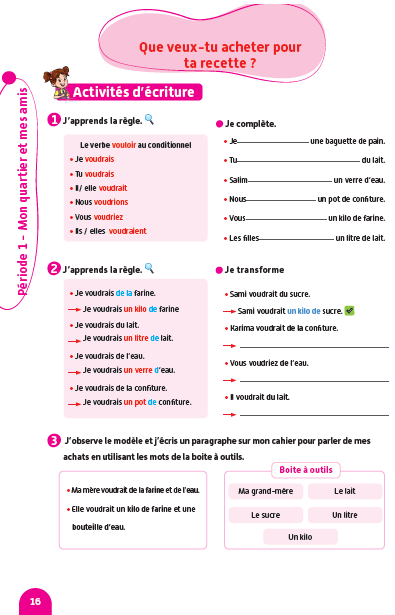 Que veux-tu acheter pour
ta recette ?
Activités d'écriture
Période 1 - Mon quartier et mes amis
1 J'apprends la règle.
Le verbe vouloir au conditionnel
• Je voudrais
• Tu voudrais
• Il/ elle voudrait
• Nous voudrions
• Vous voudriez
• Ils / elles voudraient
• Je complète.
• Je une baguette de pain.
• Tu du lait.
• Salim un verre d'eau.
• Nous un pot de confiture.
• Vous un kilo de farine.
• Les filles un litre de lait.
2 J'apprends la règle.
• Je voudrais de la farine.
Je voudrais un kilo de farine
• Je voudrais du lait.
Je voudrais un litre de lait.
• Je voudrais de l'eau.
Je voudrais un verre d'eau.
• Je voudrais de la confiture.
Je voudrais un pot de confiture.
• Je transforme
• Sami voudrait du sucre.
Sami voudrait un kilo de sucre.
• Karima voudrait de la confiture.
• Vous voudriez de l'eau.
• Il voudrait du lait.
3 J'observe le modèle et j'écris un paragraphe sur mon cahier pour parler de mes
achats en utilisant les mots de la boite à outils.
• Ma mère voudrait de la farine et de l'eau.
• Elle voudrait un kilo de farine et une
bouteille d'eau.
Boite à outils
Ma grand-mère
Le lait
Le sucre
Un litre
Un kilo
16